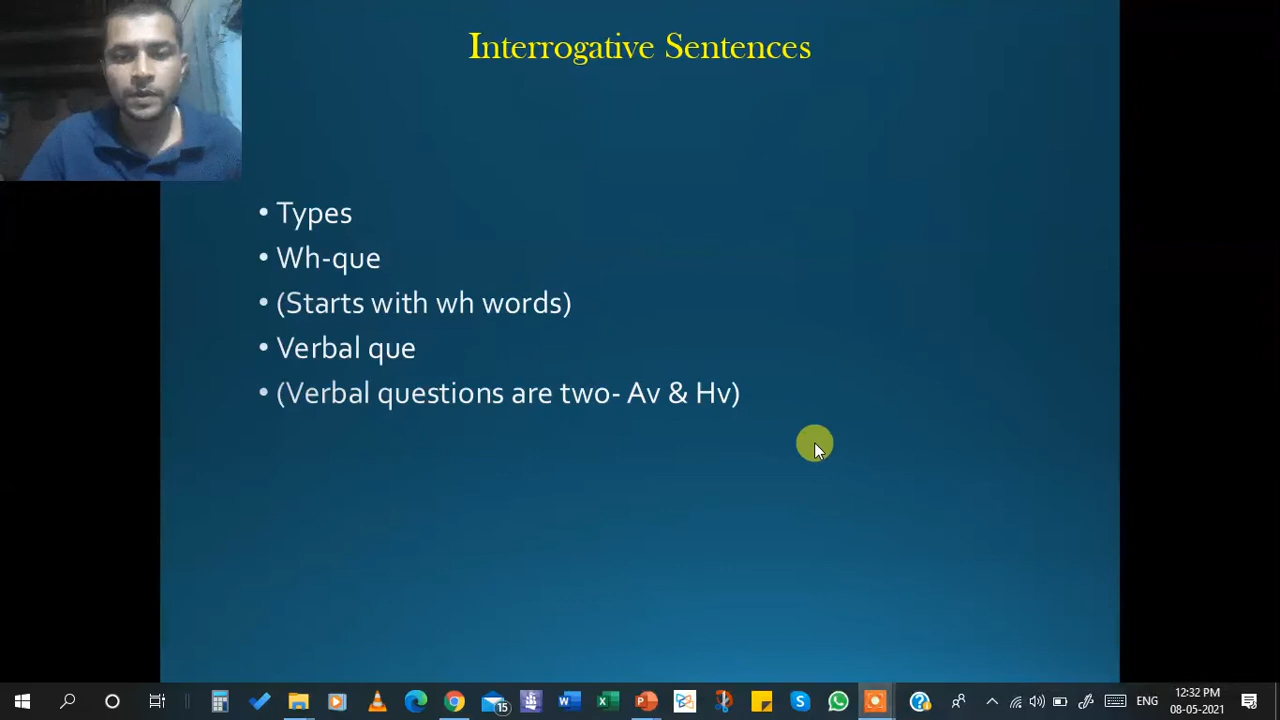 Interrogative Sentences
• Types
• Wh-que
• (Starts with wh words)
• Verbal que
• (Verbal questions are two- Av & Hv)
15
ENG
12:32 PM
08-05-2021